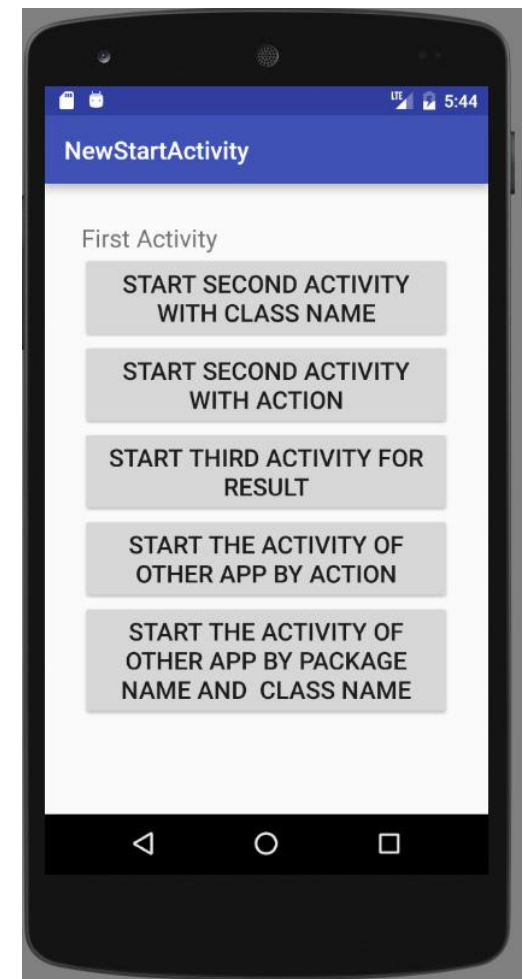 LTE 5:44
NewStartActivity
First Activity
START SECOND ACTIVITY
WITH CLASS NAME
START SECOND ACTIVITY
WITH ACTION
START THIRD ACTIVITY FOR
RESULT
START THE ACTIVITY OF
OTHER APP BY ACTION
START THE ACTIVITY OF
OTHER APP BY PACKAGE
NAME AND  CLASS NAME